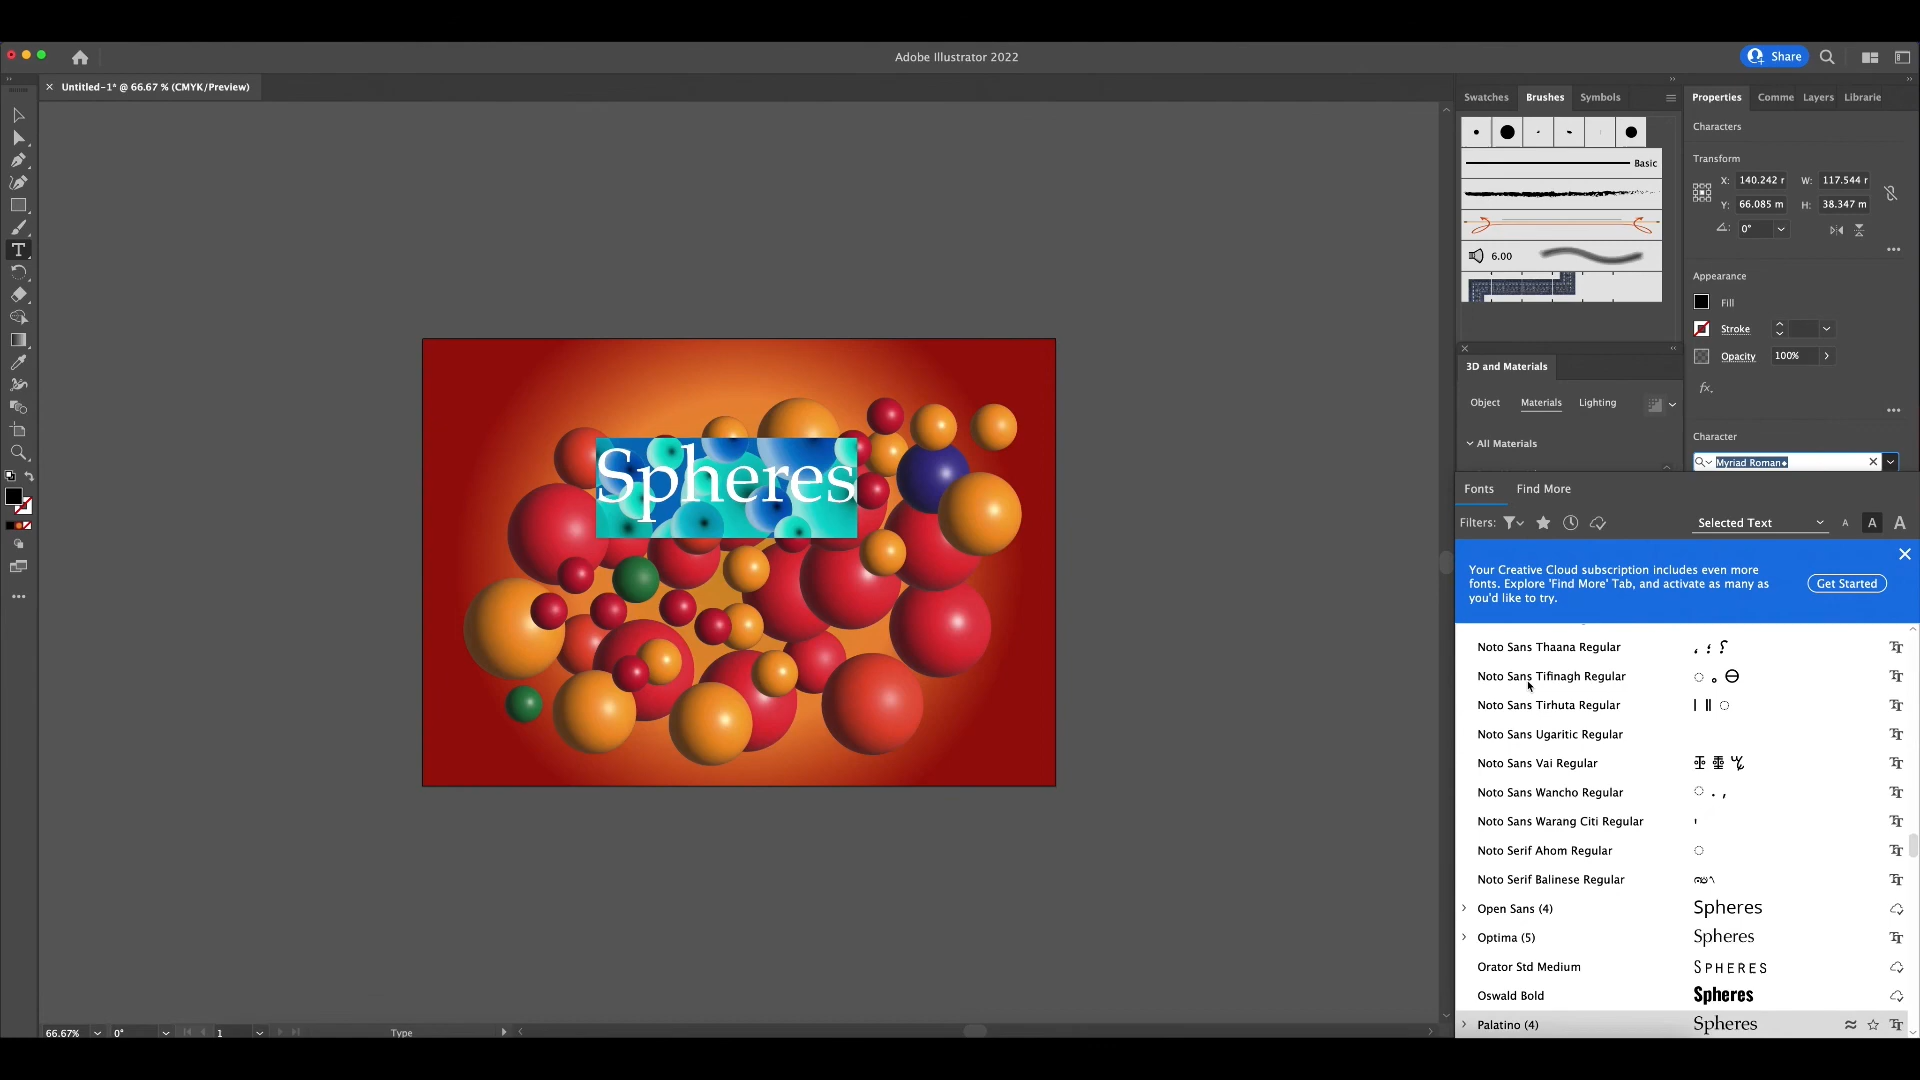 Adobe Illustrator 2022
Share
Untitled-1* @ 66.67 % (CMYK/Preview)
Swatches Brushes Symbols
Properties Comme Layers Librarie
Characters
Transform
X: 140.242 r W: 117.544 r
Y: 66.085 m H: 38.347 m
0°
Basic
6.00
Appearance
Fill
Stroke
Opacity 100%
fx.
3D and Materials
Object Materials Lighting
All Materials
Character
Myriad Roman
Spheres
Fonts Find More
Filters: Selected Text A A A
Your Creative Cloud subscription includes even more
fonts. Explore 'Find More' Tab, and activate as many as
you'd like to try.
Get Started
Noto Sans Thaana Regular
Noto Sans Tifinagh Regular
Noto Sans Tirhuta Regular
Noto Sans Ugaritic Regular
Noto Sans Vai Regular
Noto Sans Wancho Regular
Noto Sans Warang Citi Regular
Noto Serif Ahom Regular
Noto Serif Balinese Regular
Open Sans (4) Spheres
Optima (5) Spheres
Orator Std Medium SPHERES
Oswald Bold Spheres
Palatino (4) Spheres
66.67% 0° 1 Type